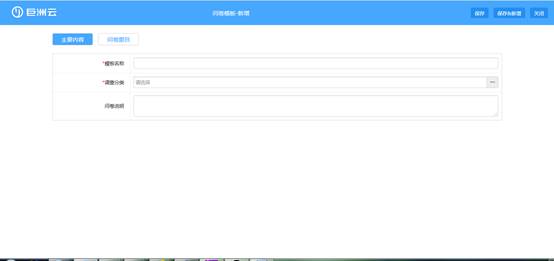 巨洲云
问卷模板-新增
保存 保存&新增 关闭
主要内容 问卷题目
*模板名称
*调查分类 请选择
问卷说明